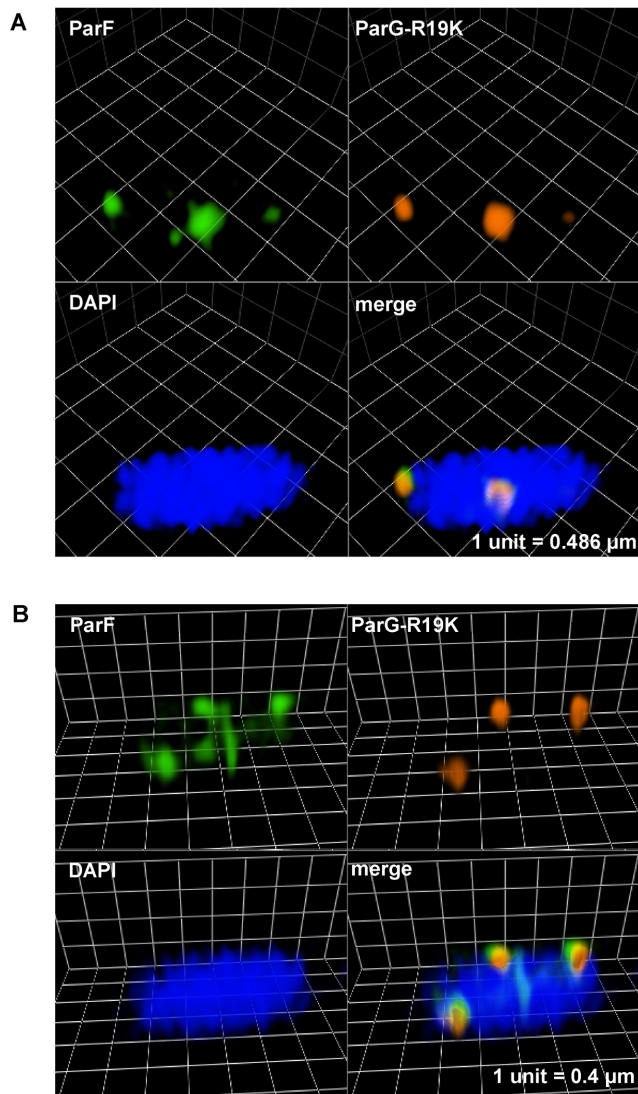 A
ParF
ParG-R19K
DAPI
merge
1 unit = 0.486 µm
B
ParF
ParG-R19K
DAPI
merge
1 unit = 0.4 µm